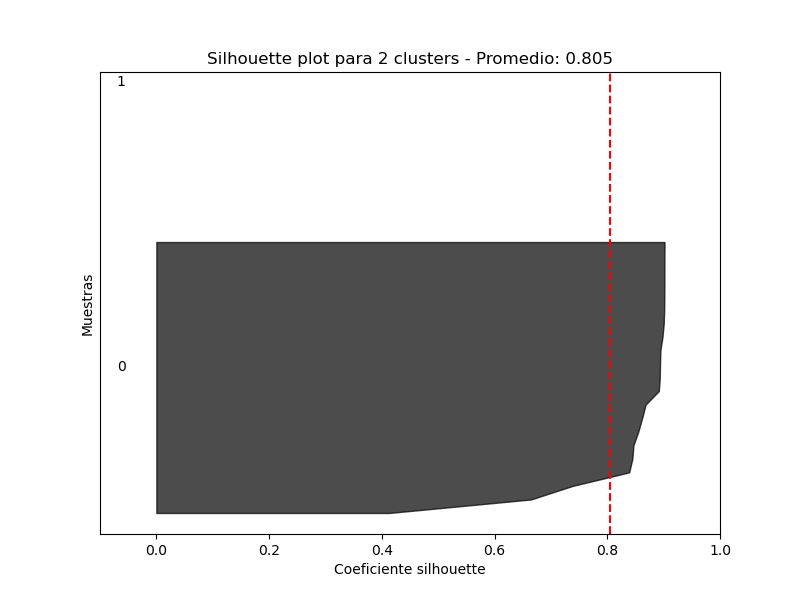 Silhouette plot para 2 clusters - Promedio: 0.805
1
0
Muestras
0.0 0.2 0.4 0.6 0.8 1.0
Coeficiente silhouette